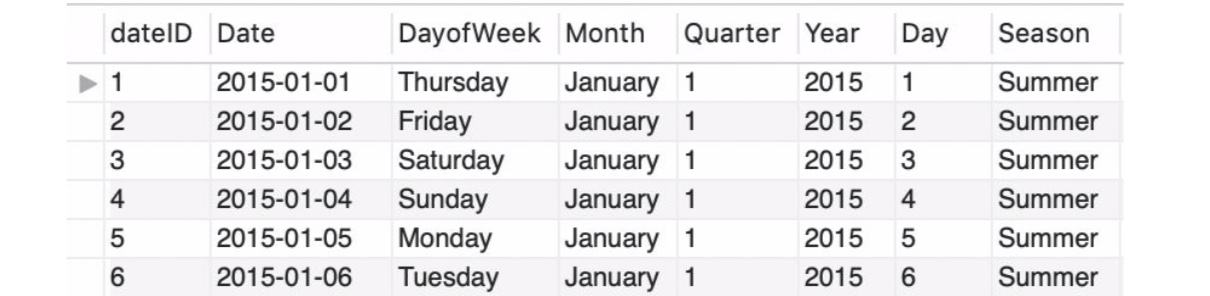 dateID Date DayofWeek Month Quarter Year Day Season
1 2015-01-01 Thursday January 1 2015 1 Summer
2 2015-01-02 Friday January 1 2015 2 Summer
3 2015-01-03 Saturday January 1 2015 3 Summer
4 2015-01-04 Sunday January 1 2015 4 Summer
5 2015-01-05 Monday January 1 2015 5 Summer
6 2015-01-06 Tuesday January 1 2015 6 Summer